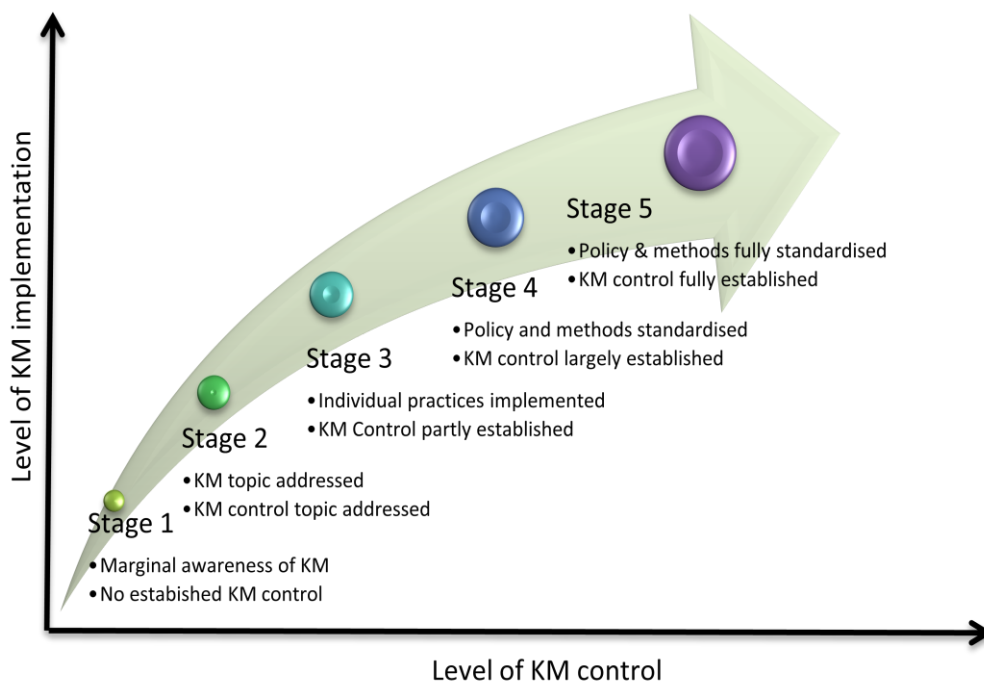 Level of KM implementation
Stage 5
•Policy & methods fully standardised
•KM control fully established
Stage 4
•Policy and methods standardised
•KM control largely established
Stage 3
•Individual practices implemented
•KM Control partly established
Stage 2
•KM topic addressed
•KM control topic addressed
Stage 1
•Marginal awareness of KM
•No estabished KM control
Level of KM control